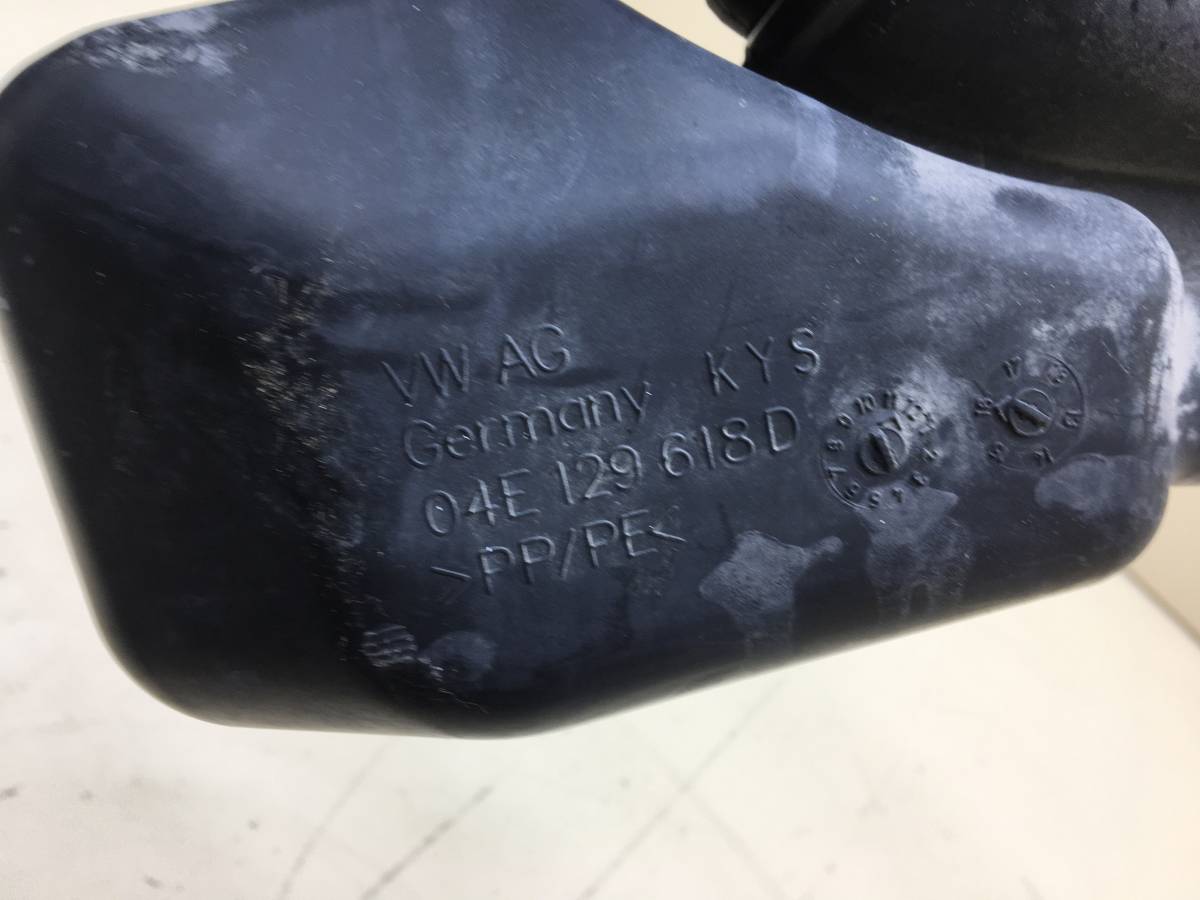 VW AG
Germany KYS
04E 129 618 D
>PP/PE<